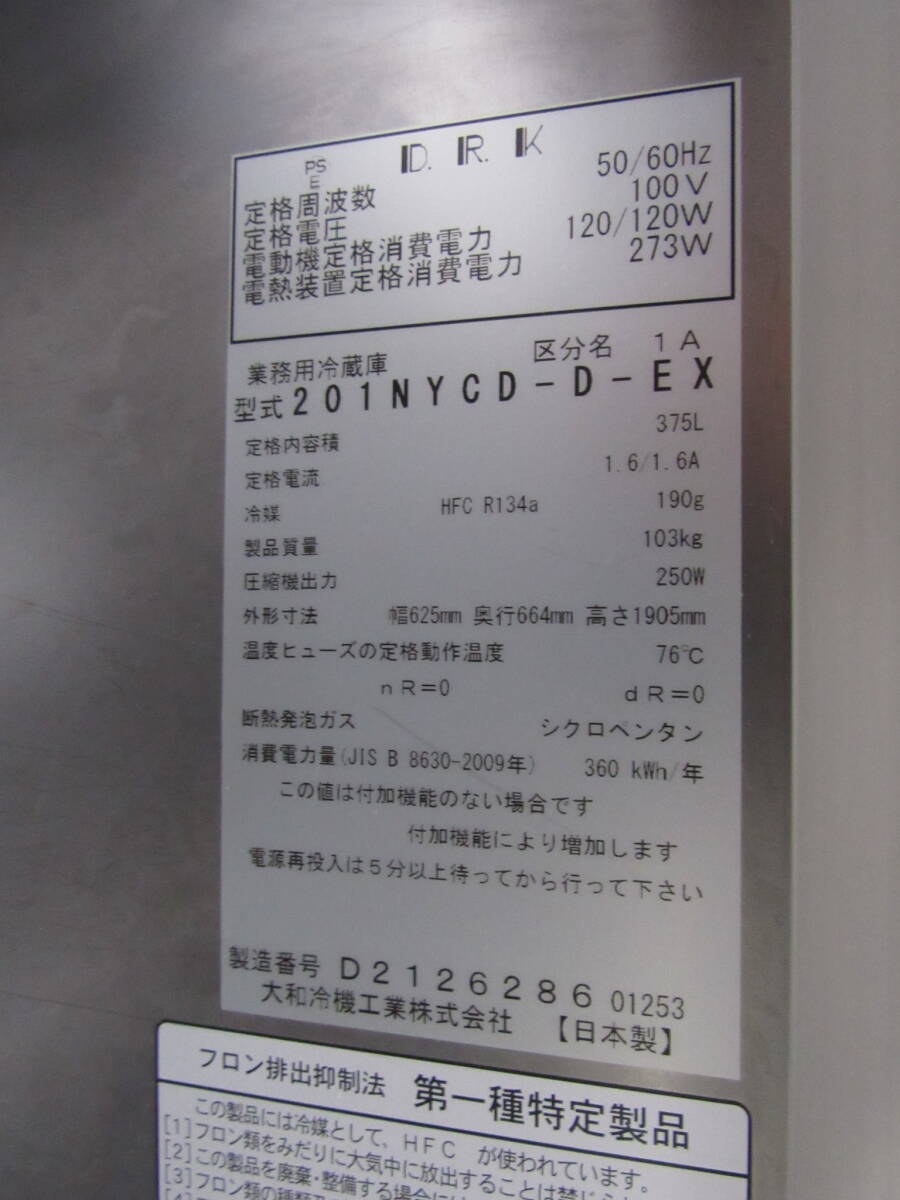 PS
E
D.R.K
定格周波数 50/60Hz
定格電圧 100V
電動機定格消費電力 120/120W
電熱装置定格消費電力 273W
業務用冷蔵庫 区分名 1A
型式 201NYCD-D-EX
定格内容積 375L
定格電流 1.6/1.6A
冷媒 HFC R134a 190g
製品質量 103kg
圧縮機出力 250W
外形寸法 幅625mm 奥行664mm 高さ1905mm
温度ヒューズの定格動作温度 76℃
nR=0 dR=0
断熱発泡ガス シクロペンタン
消費電力量(JIS B 8630-2009年) 360 kWh/年
この値は付加機能のない場合です
付加機能により増加します
電源再投入は5分以上待ってから行って下さい
製造番号 D2126286 01253
大和冷機工業株式会社 【日本製】
フロン排出抑制法 第一種特定製品
この製品には冷媒として、HFC が使われています。
[1]フロン類をみだりに大気中に放出することは禁じられ
[2]この製品を廃棄・整備する場合には
[3]フロン類の種類